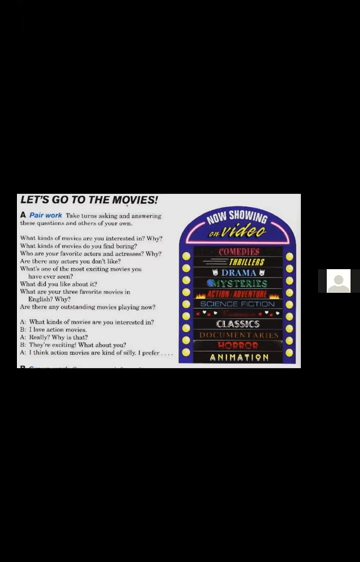 LET'S GO TO THE MOVIES!
A Pair work Take turns asking and answering
these questions and others of your own.
What kinds of movies are you interested in? Why?
What kinds of movies do you find boring?
Who are your favorite actors and actresses? Why?
Are there any actors you don't like?
What's one of the most exciting movies you
have ever seen?
What did you like about it?
What are your three favorite movies in
English? Why?
Are there any outstanding movies playing now?
A: What kinds of movies are you interested in?
B: I love action movies.
A: Really? Why is that?
B: They're exciting! What about you?
A: I think action movies are kind of silly. I prefer . . . .
NOW SHOWING
on video
COMEDIES
THRILLERS
DRAMA
MYSTERIES
ACTION/ADVENTURE
SCIENCE FICTION
CLASSICS
DOCUMENTARIES
HORROR
ANIMATION